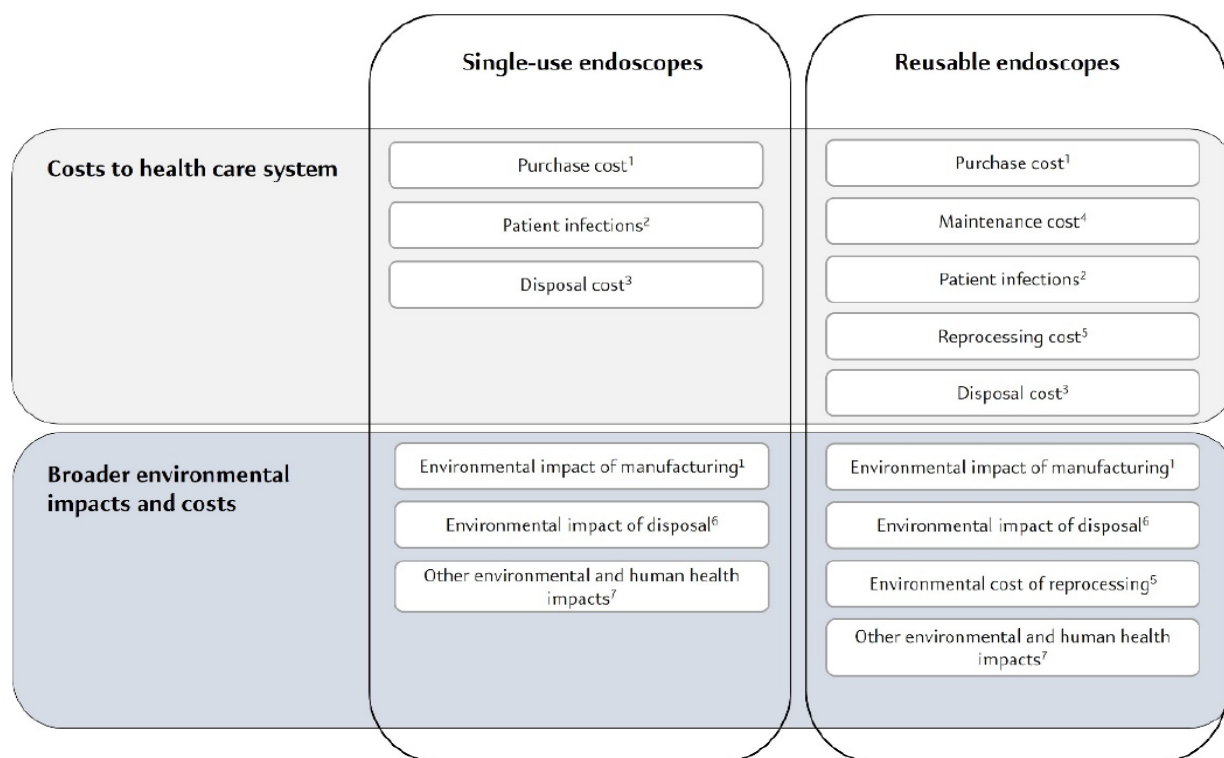 Single-use endoscopes
Reusable endoscopes
Costs to health care system
Purchase cost¹
Patient infections²
Disposal cost³
Purchase cost¹
Maintenance cost⁴
Patient infections²
Reprocessing cost⁵
Disposal cost³
Broader environmental
impacts and costs
Environmental impact of manufacturing¹
Environmental impact of disposal⁶
Other environmental and human health
impacts⁷
Environmental impact of manufacturing¹
Environmental impact of disposal⁶
Environmental cost of reprocessing⁵
Other environmental and human health
impacts⁷